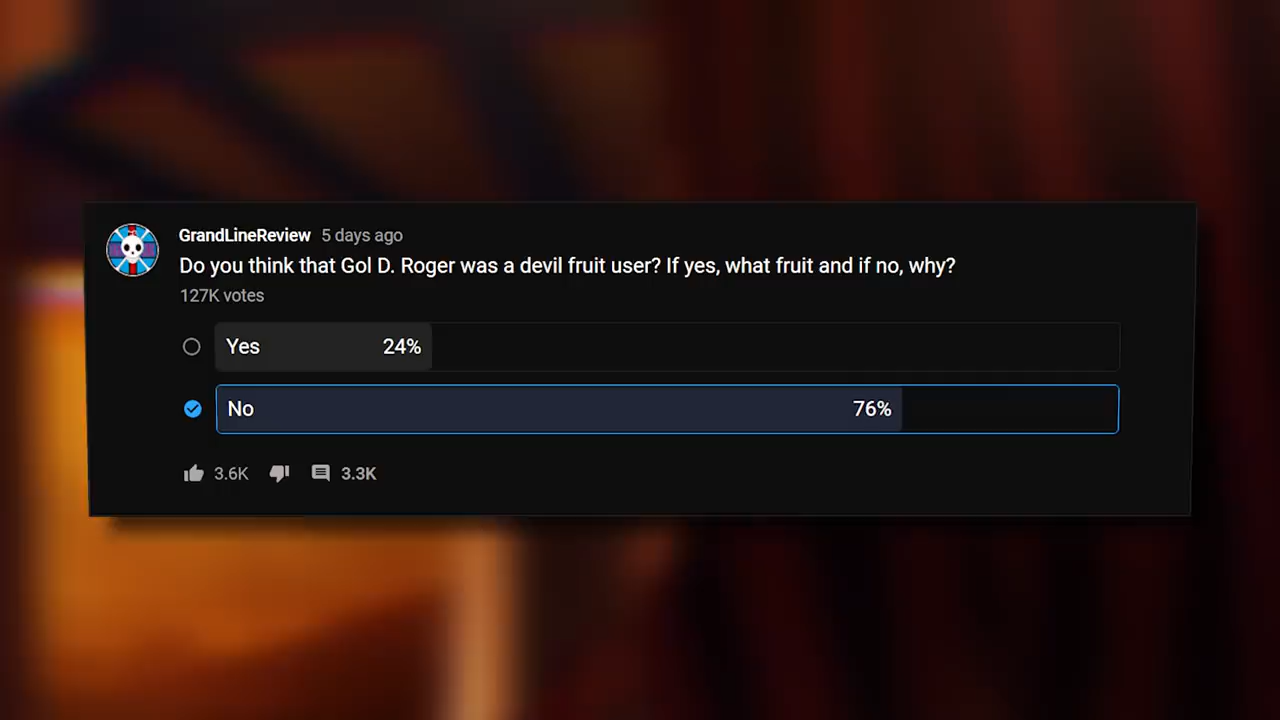 GrandLineReview 5 days ago
Do you think that Gol D. Roger was a devil fruit user? If yes, what fruit and if no, why?
127K votes
Yes 24%
No 76%
3.6K 3.3K